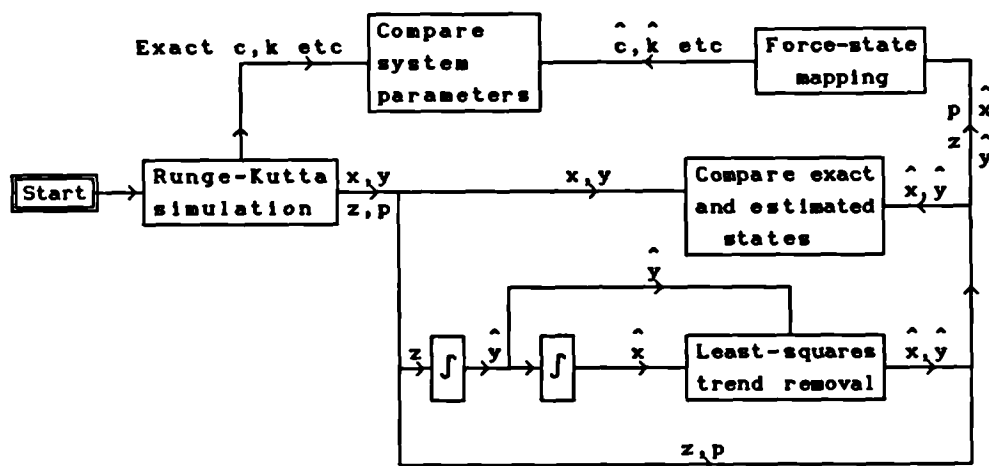 Exact c,k etc
Compare
system
parameters
ĉ,k̂ etc
Force-state
mapping
p x̂
z ŷ
Start
Runge-Kutta
simulation
x,y
z,p
x,y
Compare exact
and estimated
states
x̂,ŷ
ŷ
z
∫
ŷ
∫
x̂
Least-squares
trend removal
x̂,ŷ
z,p